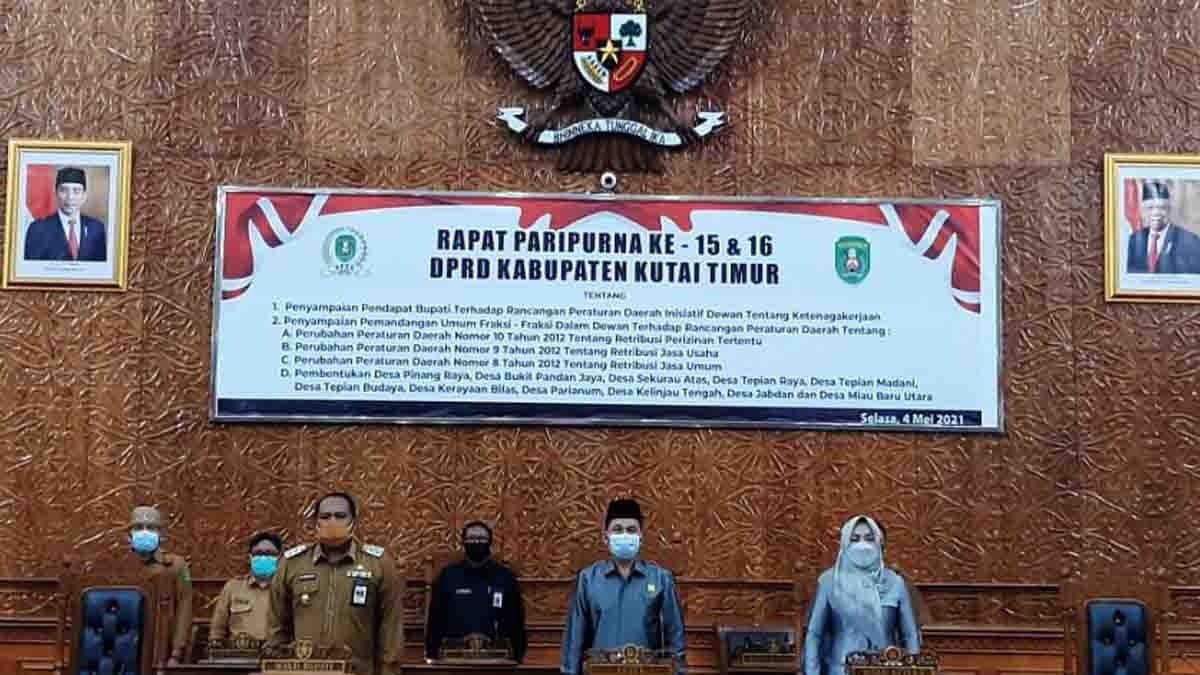 BHINNEKA TUNGGAL IKA
RAPAT PARIPURNA KE - 15 & 16
DPRD KABUPATEN KUTAI TIMUR
TENTANG
1. Penyampaian Pendapat Bupati Terhadap Rancangan Peraturan Daerah Inisiatif Dewan Tentang Ketenagakerjaan
2. Penyampaian Pemandangan Umum Fraksi - Fraksi Dalam Dewan Terhadap Rancangan Peraturan Daerah Tentang :
A. Perubahan Peraturan Daerah Nomor 10 Tahun 2012 Tentang Retribusi Perizinan Tertentu
B. Perubahan Peraturan Daerah Nomor 9 Tahun 2012 Tentang Retribusi Jasa Usaha
C. Perubahan Peraturan Daerah Nomor 8 Tahun 2012 Tentang Retribusi Jasa Umum
D. Pembentukan Desa Pinang Raya, Desa Bukit Pandan Jaya, Desa Sekurau Atas, Desa Tepian Raya, Desa Tepian Madani,
Desa Tepian Budaya, Desa Kerayaan Bilas, Desa Parianum, Desa Kelinjau Tengah, Desa Jabdan dan Desa Miau Baru Utara
Selasa, 4 Mei 2021
WAKIL BUPATI